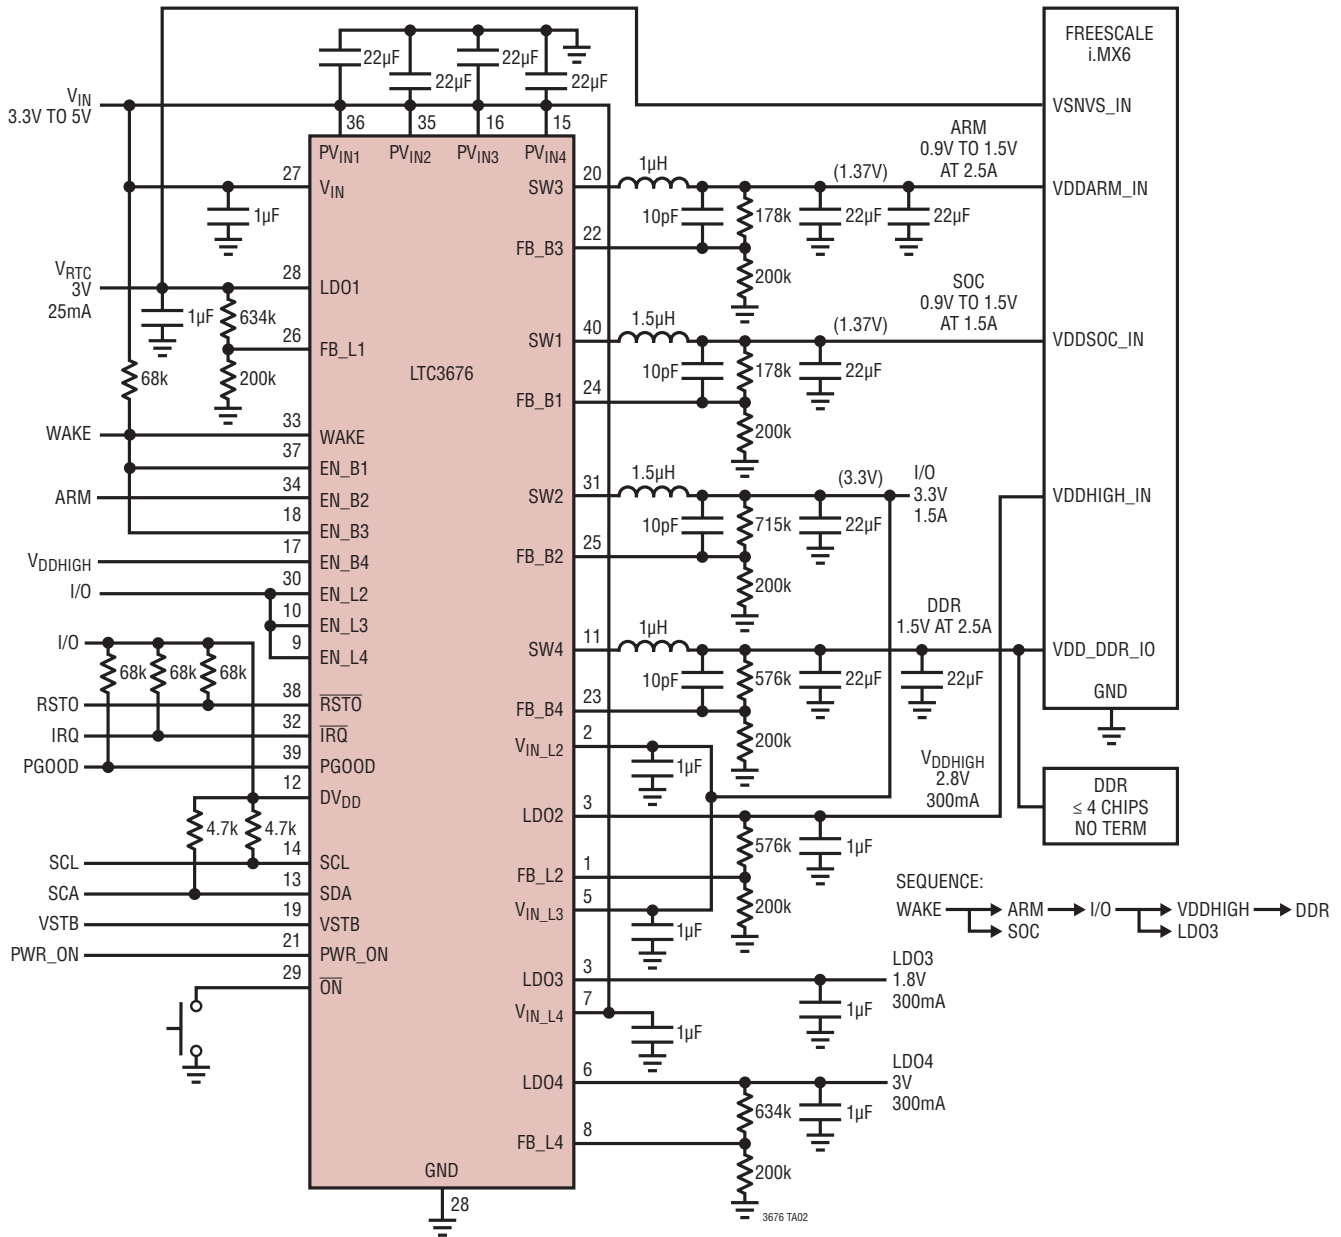 22µF
22µF
22µF
22µF
VIN
3.3V TO 5V
36
35
16
15
PVIN1
PVIN2
PVIN3
PVIN4
27
VIN
1µF
VRTC
3V
25mA
28
LDO1
1µF
634k
26
FB_L1
200k
68k
LTC3676
WAKE
33
WAKE
37
EN_B1
ARM
34
EN_B2
18
EN_B3
VDDHIGH
17
EN_B4
I/O
30
EN_L2
10
EN_L3
9
EN_L4
I/O
68k
68k
68k
RSTO
38
RSTO
IRQ
32
IRQ
PGOOD
39
PGOOD
12
DVDD
4.7k
4.7k
SCL
14
SCL
SCA
13
SDA
VSTB
19
VSTB
PWR_ON
21
PWR_ON
29
ON
GND
28
SW3
20
1µH
10pF
178k
(1.37V)
22µF
22µF
ARM
0.9V TO 1.5V
AT 2.5A
FB_B3
22
200k
SW1
40
1.5µH
10pF
178k
(1.37V)
22µF
SOC
0.9V TO 1.5V
AT 1.5A
FB_B1
24
200k
SW2
31
1.5µH
10pF
715k
(3.3V)
22µF
I/O
3.3V
1.5A
FB_B2
25
200k
SW4
11
1µH
10pF
576k
22µF
22µF
DDR
1.5V AT 2.5A
FB_B4
23
200k
VIN_L2
2
1µF
VDDHIGH
2.8V
300mA
LDO2
3
576k
1µF
FB_L2
1
200k
VIN_L3
5
1µF
LDO3
3
1µF
LDO3
1.8V
300mA
VIN_L4
7
1µF
LDO4
6
634k
1µF
LDO4
3V
300mA
FB_L4
8
200k
FREESCALE
i.MX6
VSNVS_IN
VDDARM_IN
VDDSOC_IN
VDDHIGH_IN
VDD_DDR_IO
GND
DDR
≤ 4 CHIPS
NO TERM
SEQUENCE:
WAKE ARM I/O VDDHIGH DDR
SOC LDO3
3676 TA02